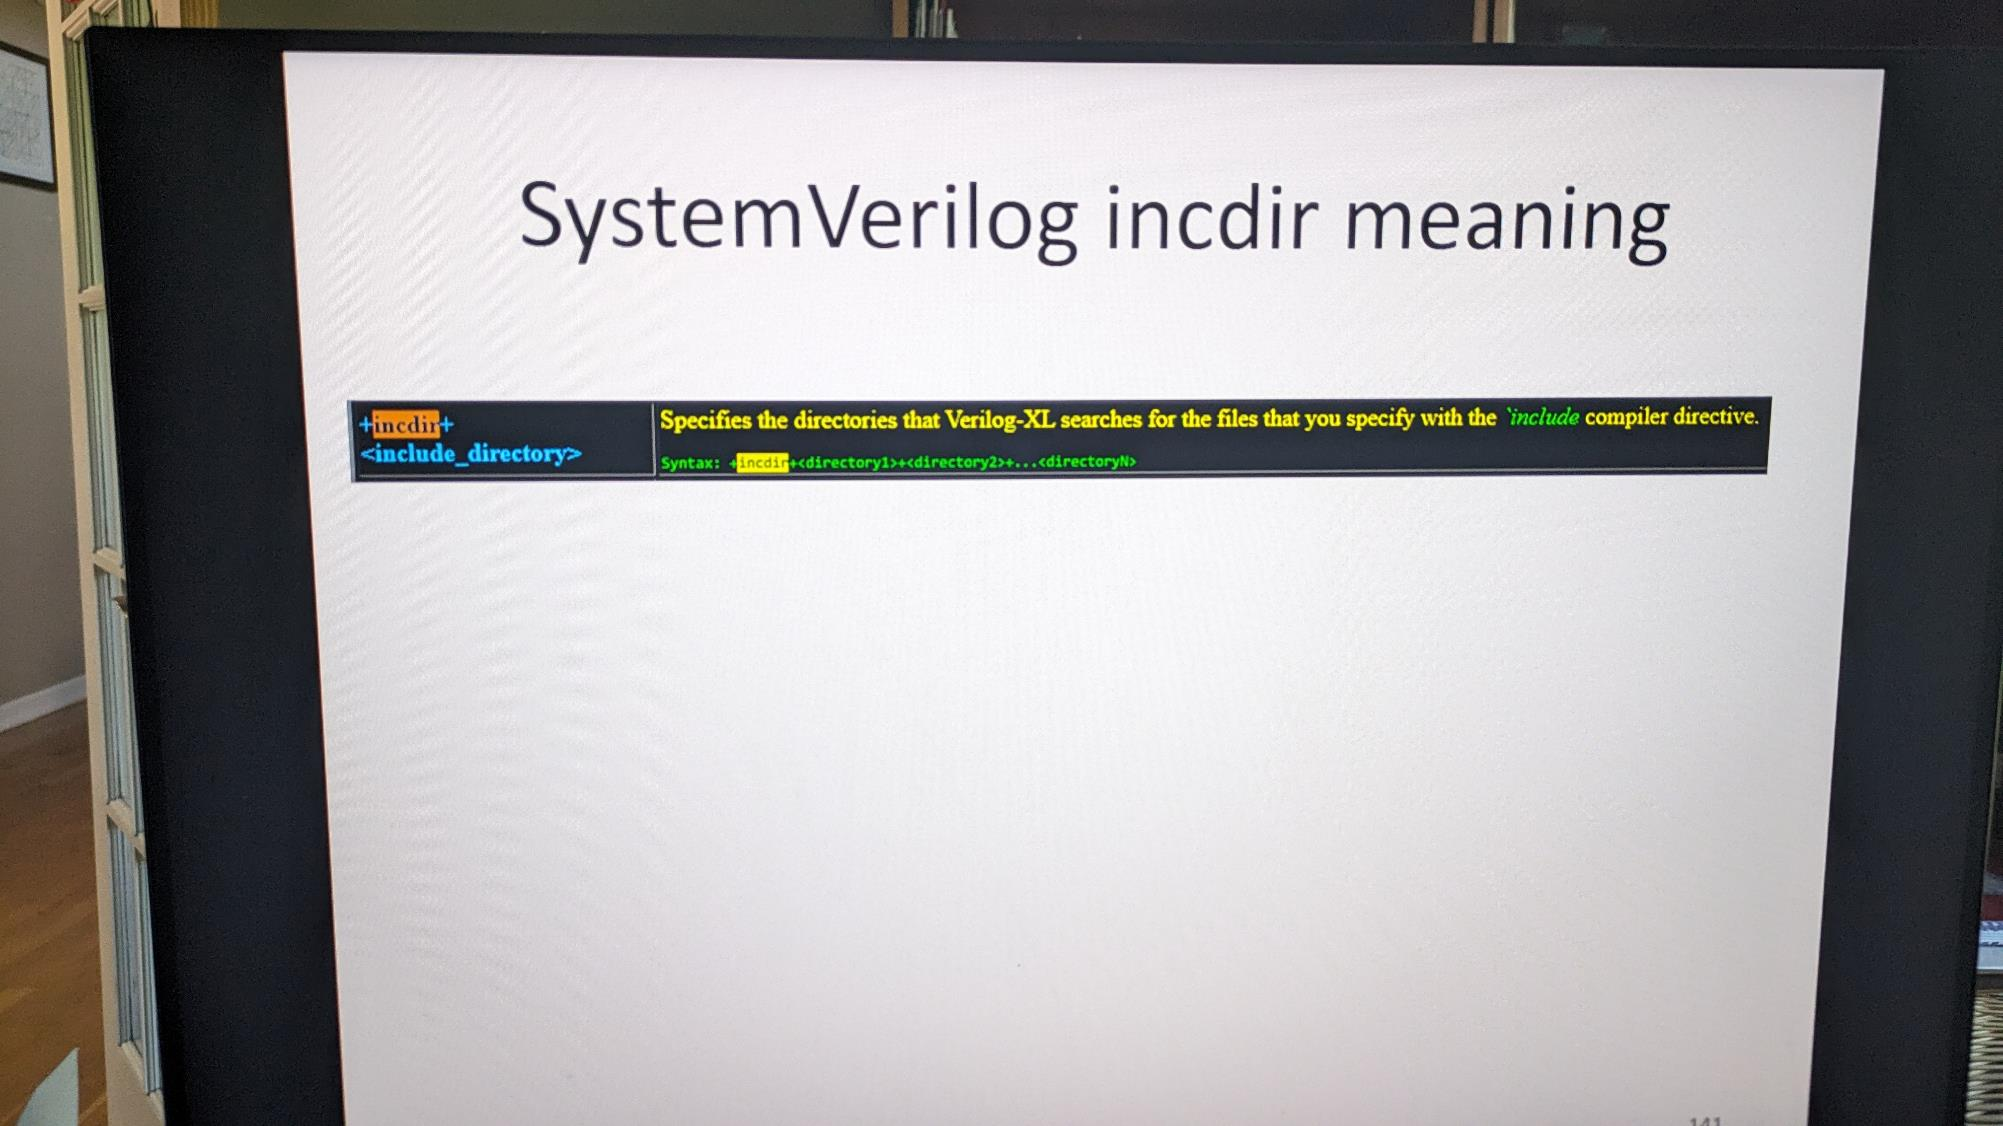 SystemVerilog incdir meaning
+incdir+
<include_directory>
Specifies the directories that Verilog-XL searches for the files that you specify with the `include compiler directive.
Syntax: +incdir+<directory1>+<directory2>+...<directoryN>
141